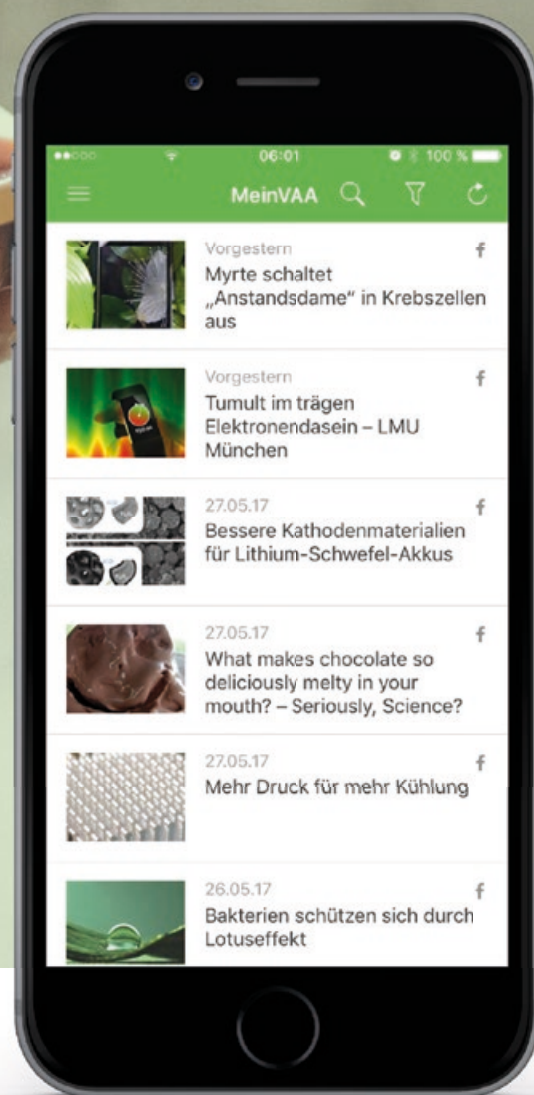 06:01 100 %
MeinVAA
Vorgestern
Myrte schaltet
„Anstandsdame“ in Krebszellen
aus
Vorgestern
Tumult im trägen
Elektronendasein – LMU
München
27.05.17
Bessere Kathodenmaterialien
für Lithium-Schwefel-Akkus
27.05.17
What makes chocolate so
deliciously melty in your
mouth? – Seriously, Science?
27.05.17
Mehr Druck für mehr Kühlung
26.05.17
Bakterien schützen sich durch
Lotuseffekt